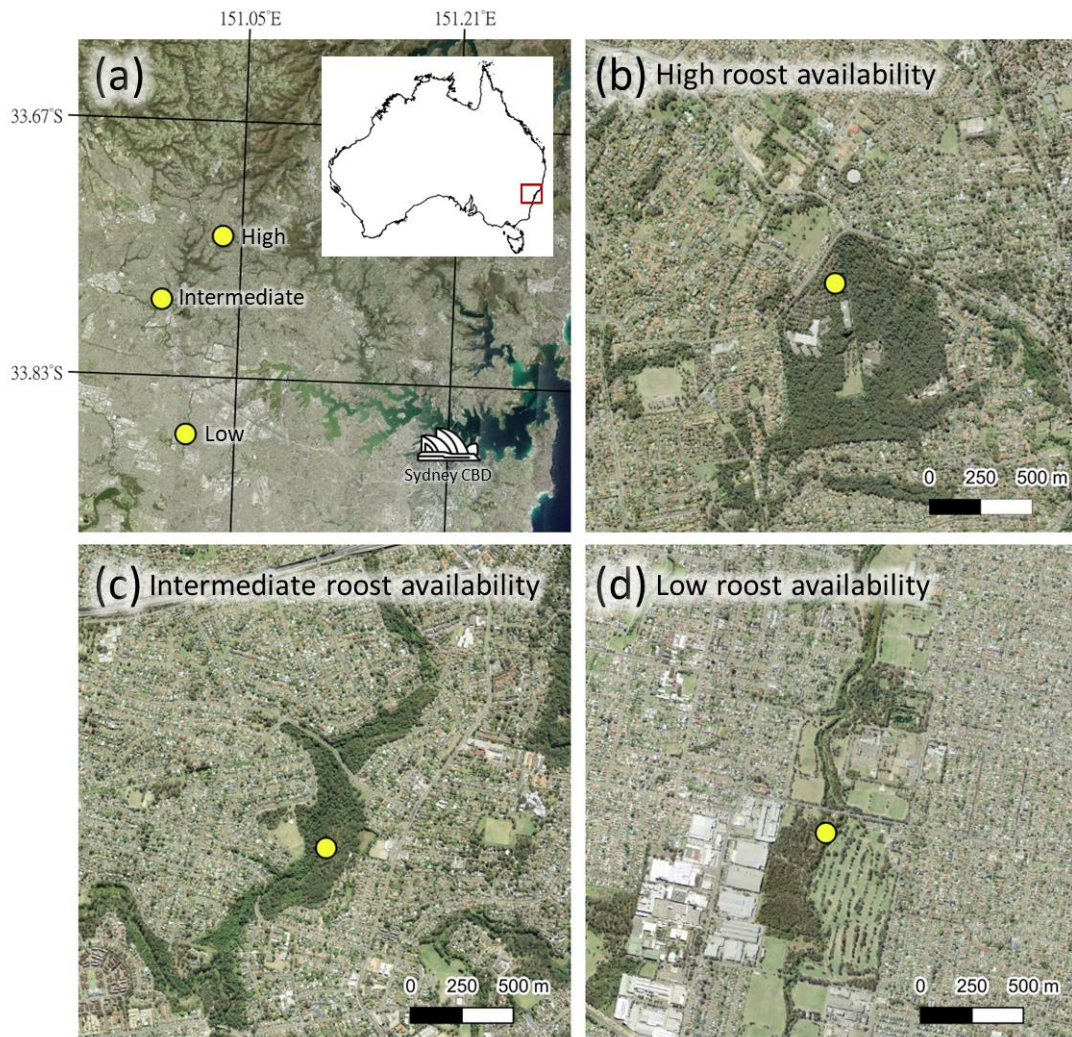 151.05°E
151.21°E
(a)
33.67°S
High
Intermediate
33.83°S
Low
Sydney CBD
(b) High roost availability
0 250 500 m
(c) Intermediate roost availability
0 250 500 m
(d) Low roost availability
0 250 500 m